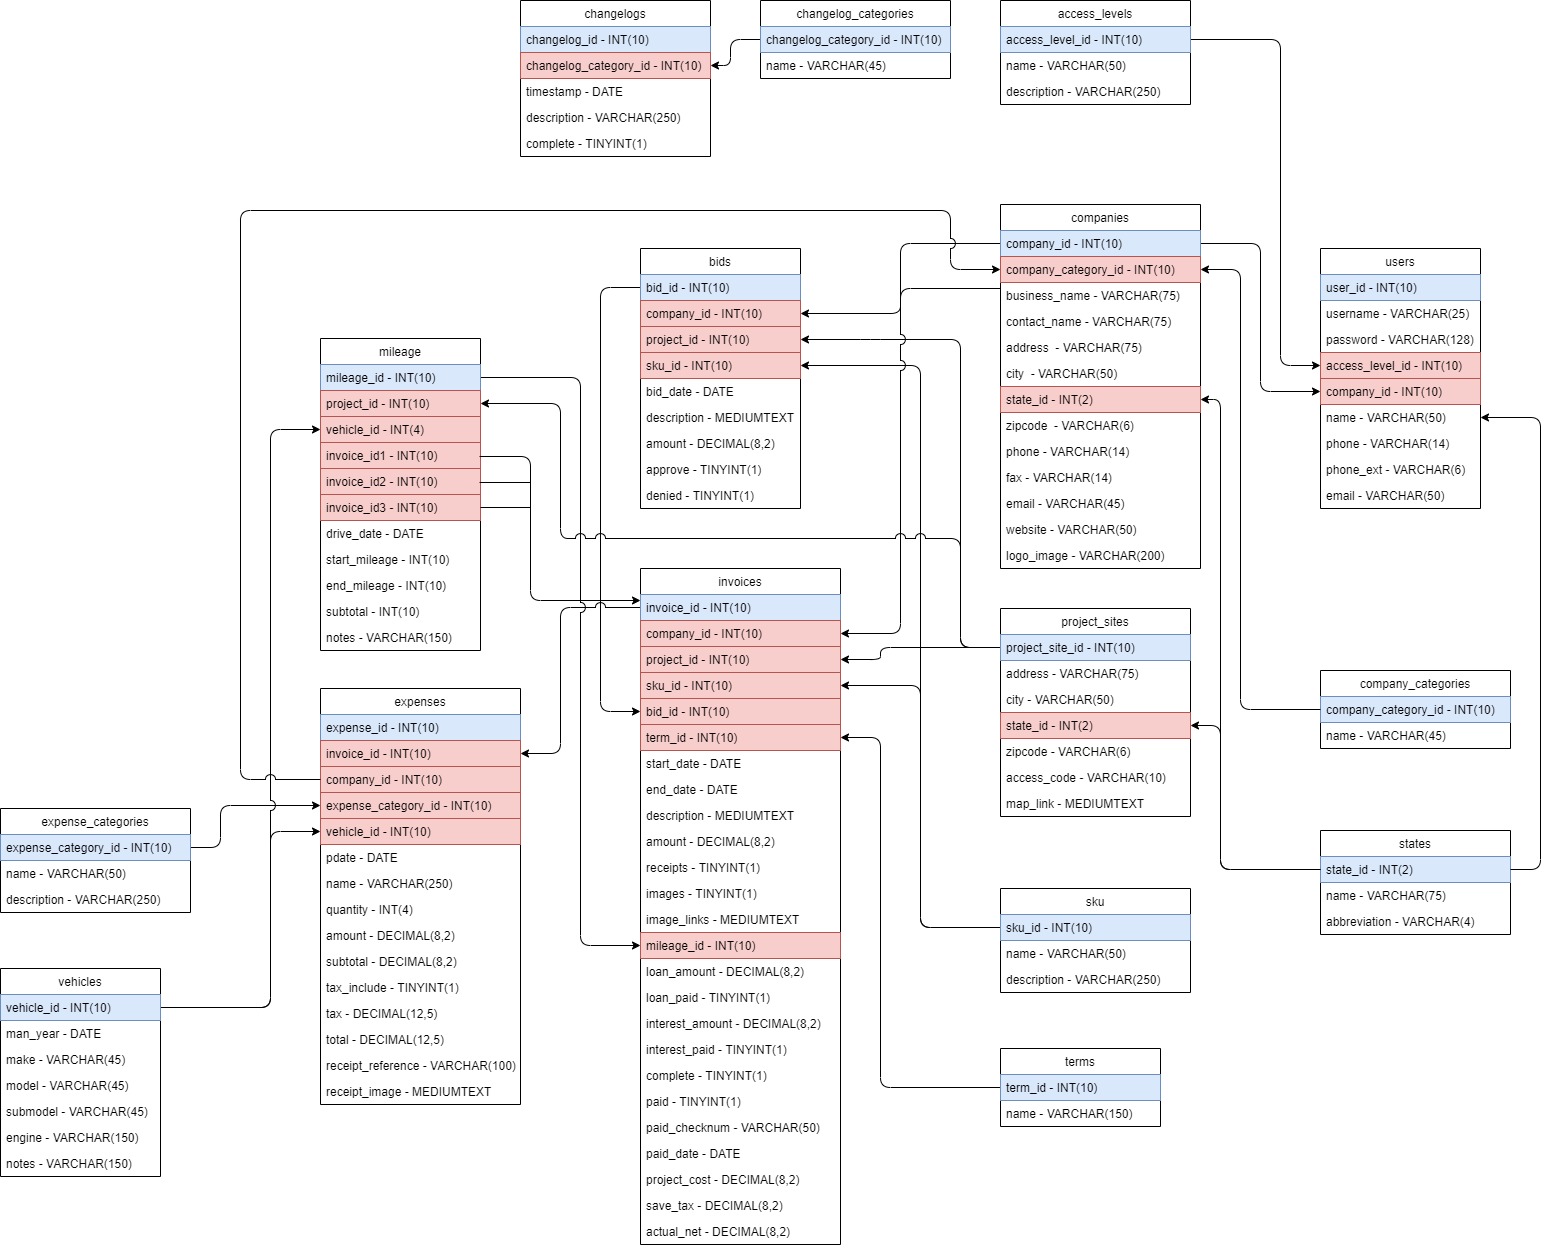 changelogs
changelog_id - INT(10)
changelog_category_id - INT(10)
timestamp - DATE
description - VARCHAR(250)
complete - TINYINT(1)
changelog_categories
changelog_category_id - INT(10)
name - VARCHAR(45)
access_levels
access_level_id - INT(10)
name - VARCHAR(50)
description - VARCHAR(250)
companies
company_id - INT(10)
company_category_id - INT(10)
business_name - VARCHAR(75)
contact_name - VARCHAR(75)
address - VARCHAR(75)
city - VARCHAR(50)
state_id - INT(2)
zipcode - VARCHAR(6)
phone - VARCHAR(14)
fax - VARCHAR(14)
email - VARCHAR(45)
website - VARCHAR(50)
logo_image - VARCHAR(200)
users
user_id - INT(10)
username - VARCHAR(25)
password - VARCHAR(128)
access_level_id - INT(10)
company_id - INT(10)
name - VARCHAR(50)
phone - VARCHAR(14)
phone_ext - VARCHAR(6)
email - VARCHAR(50)
bids
bid_id - INT(10)
company_id - INT(10)
project_id - INT(10)
sku_id - INT(10)
bid_date - DATE
description - MEDIUMTEXT
amount - DECIMAL(8,2)
approve - TINYINT(1)
denied - TINYINT(1)
mileage
mileage_id - INT(10)
project_id - INT(10)
vehicle_id - INT(4)
invoice_id1 - INT(10)
invoice_id2 - INT(10)
invoice_id3 - INT(10)
drive_date - DATE
start_mileage - INT(10)
end_mileage - INT(10)
subtotal - INT(10)
notes - VARCHAR(150)
invoices
invoice_id - INT(10)
company_id - INT(10)
project_id - INT(10)
sku_id - INT(10)
bid_id - INT(10)
term_id - INT(10)
start_date - DATE
end_date - DATE
description - MEDIUMTEXT
amount - DECIMAL(8,2)
receipts - TINYINT(1)
images - TINYINT(1)
image_links - MEDIUMTEXT
mileage_id - INT(10)
loan_amount - DECIMAL(8,2)
loan_paid - TINYINT(1)
interest_amount - DECIMAL(8,2)
interest_paid - TINYINT(1)
complete - TINYINT(1)
paid - TINYINT(1)
paid_checknum - VARCHAR(50)
paid_date - DATE
project_cost - DECIMAL(8,2)
save_tax - DECIMAL(8,2)
actual_net - DECIMAL(8,2)
project_sites
project_site_id - INT(10)
address - VARCHAR(75)
city - VARCHAR(50)
state_id - INT(2)
zipcode - VARCHAR(6)
access_code - VARCHAR(10)
map_link - MEDIUMTEXT
company_categories
company_category_id - INT(10)
name - VARCHAR(45)
expenses
expense_id - INT(10)
invoice_id - INT(10)
company_id - INT(10)
expense_category_id - INT(10)
vehicle_id - INT(10)
pdate - DATE
name - VARCHAR(250)
quantity - INT(4)
amount - DECIMAL(8,2)
subtotal - DECIMAL(8,2)
tax_include - TINYINT(1)
tax - DECIMAL(12,5)
total - DECIMAL(12,5)
receipt_reference - VARCHAR(100)
receipt_image - MEDIUMTEXT
expense_categories
expense_category_id - INT(10)
name - VARCHAR(50)
description - VARCHAR(250)
states
state_id - INT(2)
name - VARCHAR(75)
abbreviation - VARCHAR(4)
sku
sku_id - INT(10)
name - VARCHAR(50)
description - VARCHAR(250)
vehicles
vehicle_id - INT(10)
man_year - DATE
make - VARCHAR(45)
model - VARCHAR(45)
submodel - VARCHAR(45)
engine - VARCHAR(150)
notes - VARCHAR(150)
terms
term_id - INT(10)
name - VARCHAR(150)